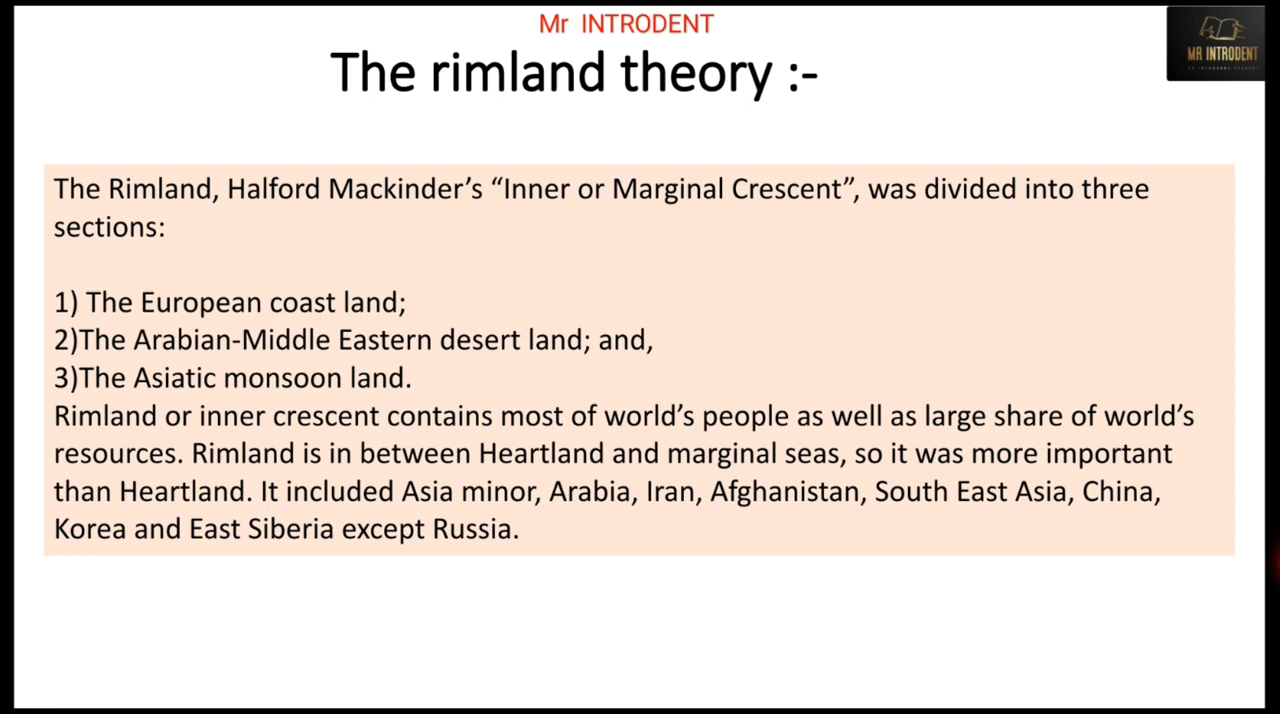 Mr INTRODENT
The rimland theory :-
MR INTRODENT
The Rimland, Halford Mackinder’s “Inner or Marginal Crescent”, was divided into three
sections:
1) The European coast land;
2)The Arabian-Middle Eastern desert land; and,
3)The Asiatic monsoon land.
Rimland or inner crescent contains most of world’s people as well as large share of world’s
resources. Rimland is in between Heartland and marginal seas, so it was more important
than Heartland. It included Asia minor, Arabia, Iran, Afghanistan, South East Asia, China,
Korea and East Siberia except Russia.